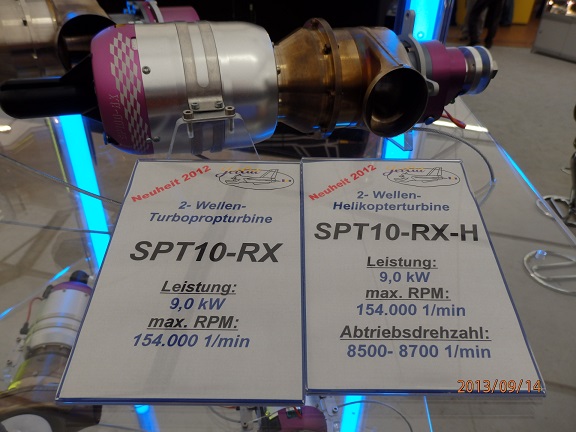 Neuheit 2012
2- Wellen-
Turbopropturbine
SPT10-RX
Leistung:
9,0 kW
max. RPM:
154.000 1/min
Neuheit 2012
2- Wellen-
Helikopterturbine
SPT10-RX-H
Leistung:
9,0 kW
max. RPM:
154.000 1/min
Abtriebsdrehzahl:
8500- 8700 1/min
2013/09/14